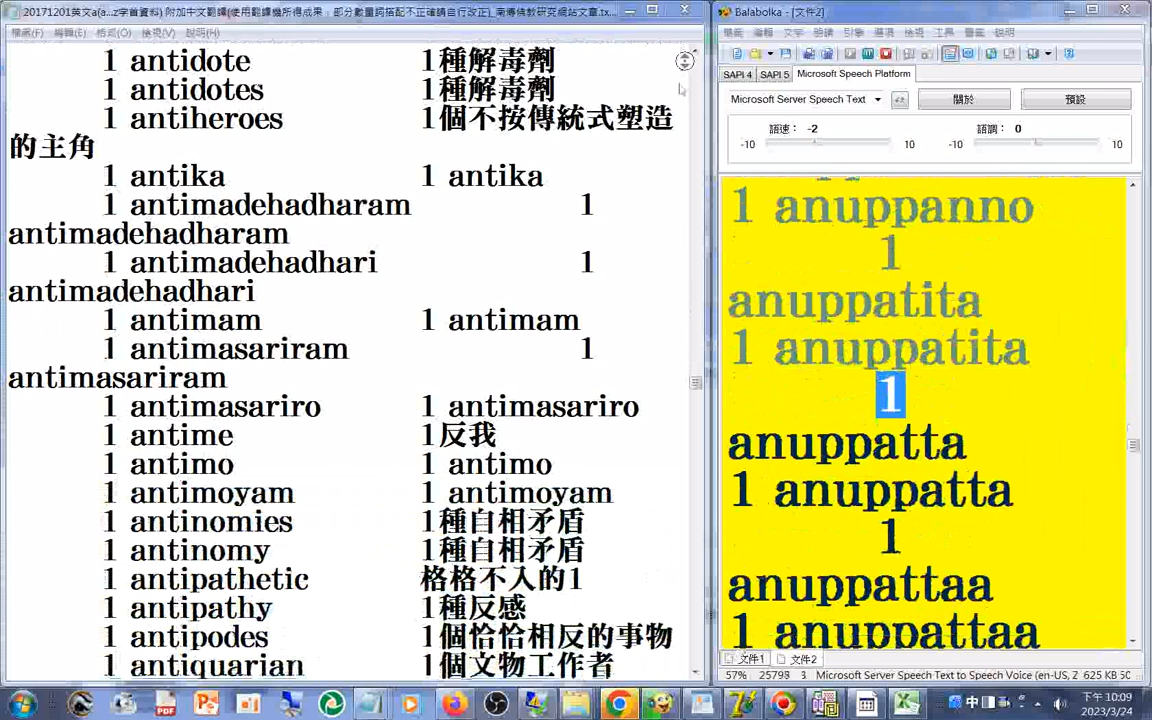 20171201英文a(a...z字首資料) 附加中文翻譯(使用翻譯機所得成果，部分數量詞搭配不正確請自行改正)_南傳佛教研究網站文章.tx...
檔案(F) 編輯(E) 格式(O) 檢視(V) 說明(H)
1 antidote 1種解毒劑
1 antidotes 1種解毒劑
1 antiheroes 1個不按傳統式塑造
的主角
1 antika 1 antika
1 antimadehadharam 1
antimadehadharam
1 antimadehadhari 1
antimadehadhari
1 antimam 1 antimam
1 antimasariram 1
antimasariram
1 antimasariro 1 antimasariro
1 antime 1反我
1 antimo 1 antimo
1 antimoyam 1 antimoyam
1 antinomies 1種自相矛盾
1 antinomy 1種自相矛盾
1 antipathetic 格格不入的1
1 antipathy 1種反感
1 antipodes 1個恰恰相反的事物
1 antiquarian 1個文物工作者
Balabolka - [文件2]
檔案 編輯 文字 朗讀 引擎 選項 檢視 工具 視窗 說明
SAPI 4 SAPI 5 Microsoft Speech Platform
Microsoft Server Speech Text 關於 預設
語速： -2 語調： 0
-10 10 -10 10
1 anuppanno
1
anuppatita
1 anuppatita
1
anuppatta
1 anuppatta
1
anuppattaa
1 anuppattaa
文件1 文件2
57% 25798 3 Microsoft Server Speech Text to Speech Voice (en-US, Z 625 KB
中
下午 10:09
2023/3/24